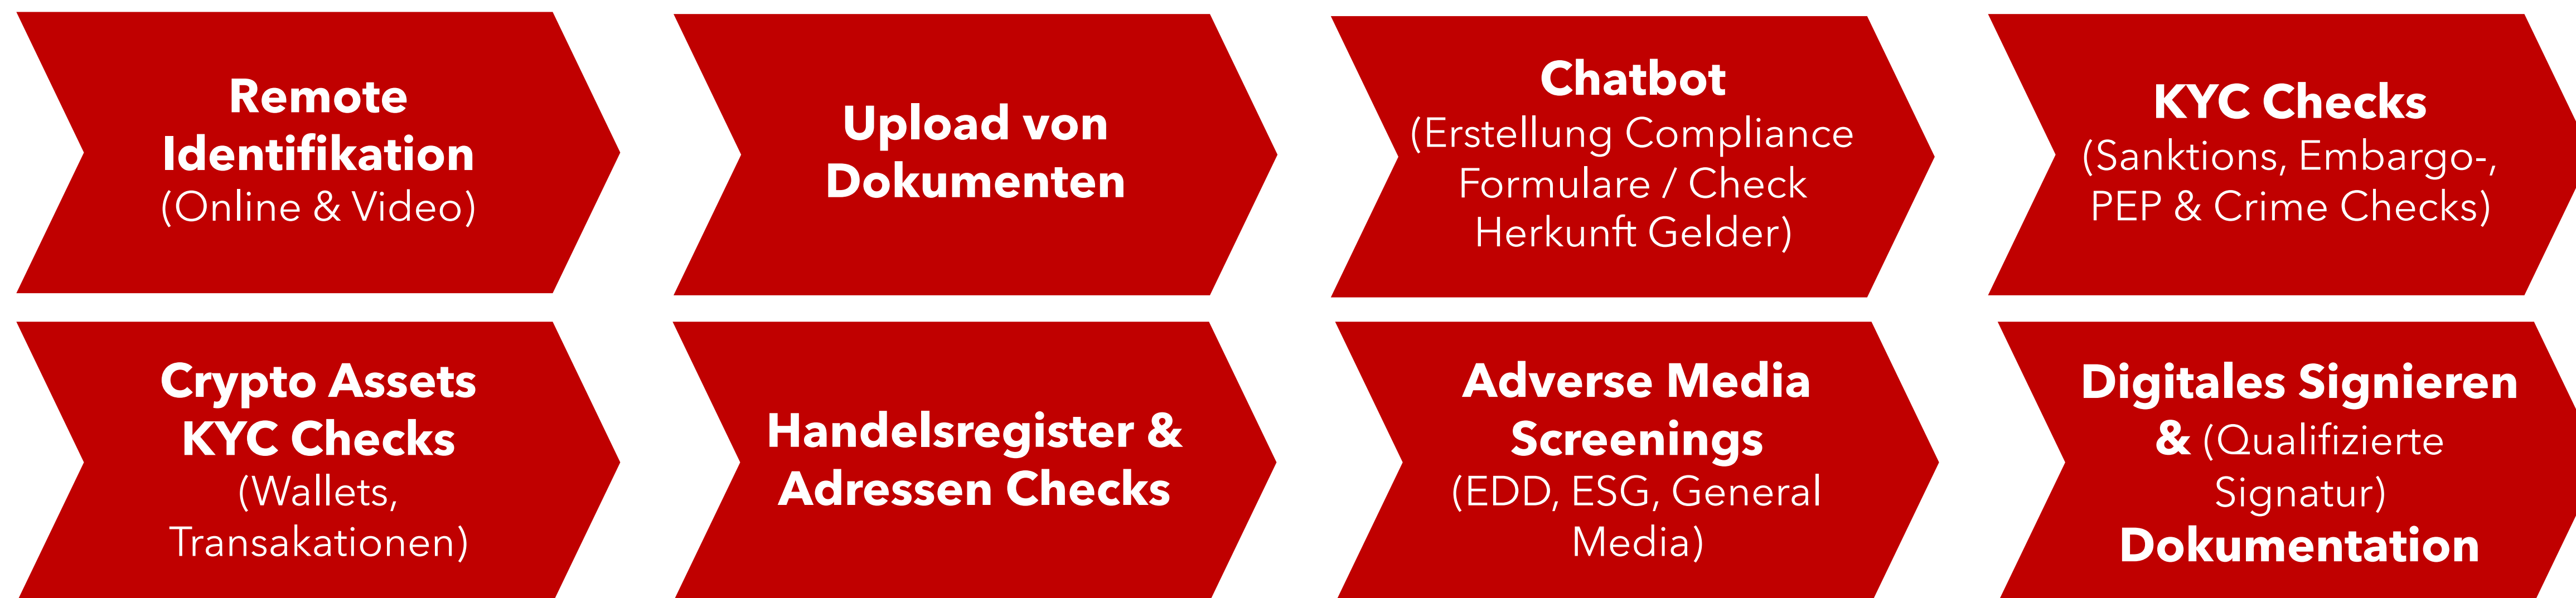 Remote
Identifikation
(Online & Video)
Upload von
Dokumenten
Chatbot
(Erstellung Compliance
Formulare / Check
Herkunft Gelder)
KYC Checks
(Sanktions, Embargo-,
PEP & Crime Checks)
Crypto Assets
KYC Checks
(Wallets,
Transakationen)
Handelsregister &
Adressen Checks
Adverse Media
Screenings
(EDD, ESG, General
Media)
Digitales Signieren
& (Qualifizierte
Signatur)
Dokumentation